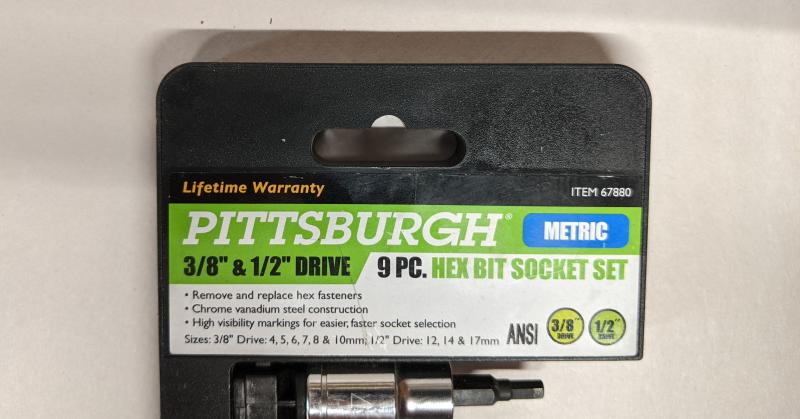 Lifetime Warranty
ITEM 67880
PITTSBURGH®
METRIC
3/8" & 1/2" DRIVE
9 PC. HEX BIT SOCKET SET
• Remove and replace hex fasteners
• Chrome vanadium steel construction
• High visibility markings for easier, faster socket selection
Sizes: 3/8" Drive: 4, 5, 6, 7, 8 & 10mm; 1/2" Drive: 12, 14 & 17mm
ANSI
3/8"
DRIVE
1/2"
DRIVE